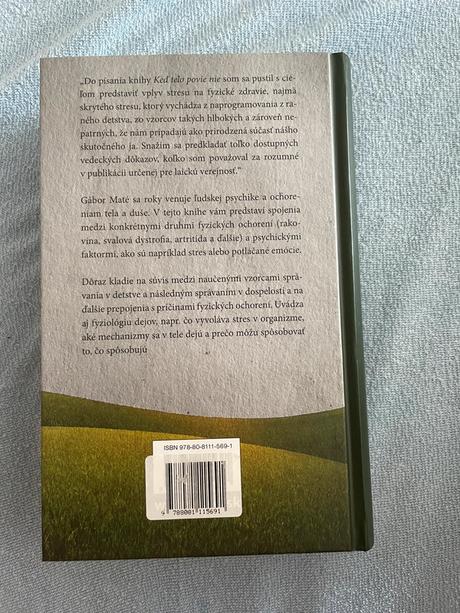 „Do písania knihy Keď telo povie nie som sa pustil s cie-
ľom predstaviť vplyv stresu na fyzické zdravie, najmä
skrytého stresu, ktorý vychádza z naprogramovania z ra-
ného detstva, zo vzorcov takých hlbokých a zároveň ne-
patrných, že nám pripadajú ako prirodzená súčasť nášho
skutočného ja. Snažím sa predkladať toľko dostupných
vedeckých dôkazov, koľko som považoval za rozumné
v publikácii určenej pre laickú verejnosť.“
Gábor Maté sa roky venuje ľudskej psychike a ochore-
niam tela a duše. V tejto knihe vám predstaví spojenia
medzi konkrétnymi druhmi fyzických ochorení (rako-
vina, svalová dystrofia, artritída a ďalšie) a psychickými
faktormi, ako sú napríklad stres alebo potláčané emócie.
Dôraz kladie na súvis medzi naučenými vzorcami sprá-
vania v detstve a následným správaním v dospelosti a na
ďalšie prepojenia s príčinami fyzických ochorení. Uvádza
aj fyziológiu dejov, napr. čo vyvoláva stres v organizme,
aké mechanizmy sa v tele dejú a prečo môžu spôsobovať
to, čo spôsobujú
ISBN 978-80-8111-569-1
9 788081 115691